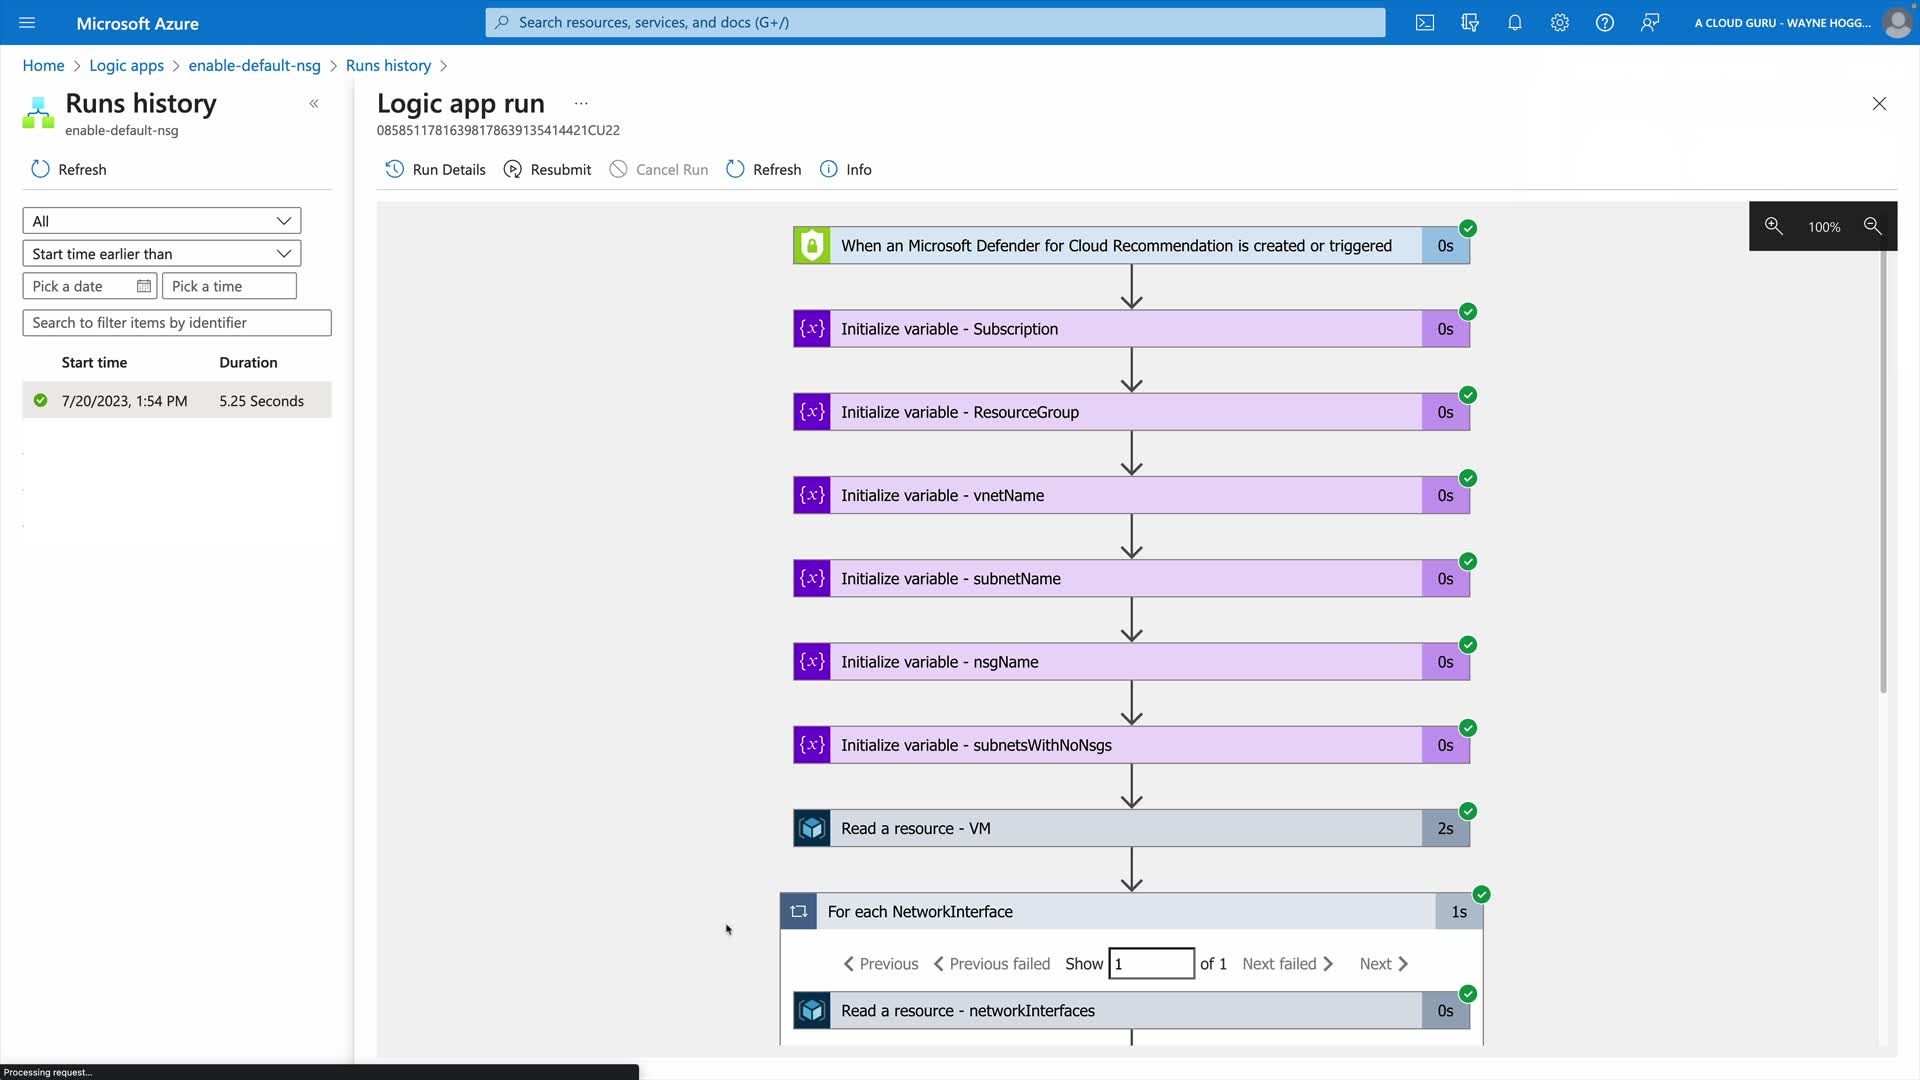 Microsoft Azure
Search resources, services, and docs (G+/)
A CLOUD GURU - WAYNE HOGG...
Home > Logic apps > enable-default-nsg > Runs history >
Runs history
enable-default-nsg
Refresh
All
Start time earlier than
Pick a date
Pick a time
Search to filter items by identifier
Start time Duration
7/20/2023, 1:54 PM 5.25 Seconds
Logic app run ...
08585117816398178639135414421CU22
Run Details Resubmit Cancel Run Refresh Info
100%
When an Microsoft Defender for Cloud Recommendation is created or triggered 0s
{x} Initialize variable - Subscription 0s
{x} Initialize variable - ResourceGroup 0s
{x} Initialize variable - vnetName 0s
{x} Initialize variable - subnetName 0s
{x} Initialize variable - nsgName 0s
{x} Initialize variable - subnetsWithNoNsgs 0s
Read a resource - VM 2s
For each NetworkInterface 1s
Previous Previous failed Show 1 of 1 Next failed Next
Read a resource - networkInterfaces 0s
Processing request...